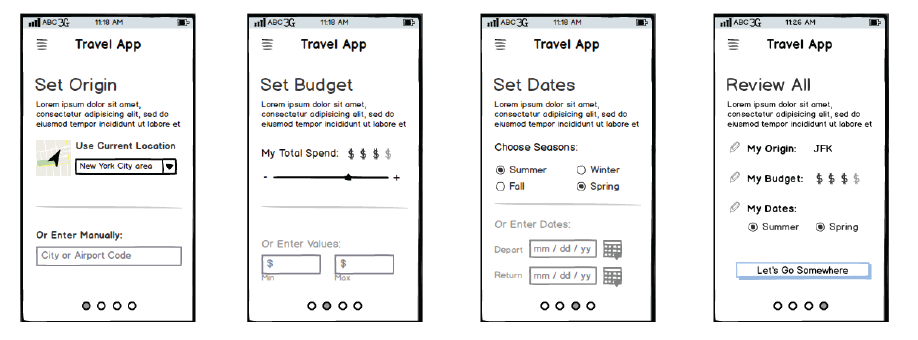 ABC 3G 11:18 AM
Travel App
Set Origin
Lorem ipsum dolor sit amet,
consectetur adipisicing elit, sed do
eiusmod tempor incididunt ut labore et
Use Current Location
New York City area
Or Enter Manually:
City or Airport Code
ABC 3G 11:18 AM
Travel App
Set Budget
Lorem ipsum dolor sit amet,
consectetur adipisicing elit, sed do
eiusmod tempor incididunt ut labore et
My Total Spend: $ $ $ $
- +
Or Enter Values:
$ $
Min Max
ABC 3G 11:18 AM
Travel App
Set Dates
Lorem ipsum dolor sit amet,
consectetur adipisicing elit, sed do
eiusmod tempor incididunt ut labore et
Choose Seasons:
Summer Winter
Fall Spring
Or Enter Dates:
Depart mm / dd / yy
Return mm / dd / yy
ABC 3G 11:26 AM
Travel App
Review All
Lorem ipsum dolor sit amet,
consectetur adipisicing elit, sed do
eiusmod tempor incididunt ut labore et
My Origin: JFK
My Budget: $ $ $ $
My Dates:
Summer Spring
Let's Go Somewhere